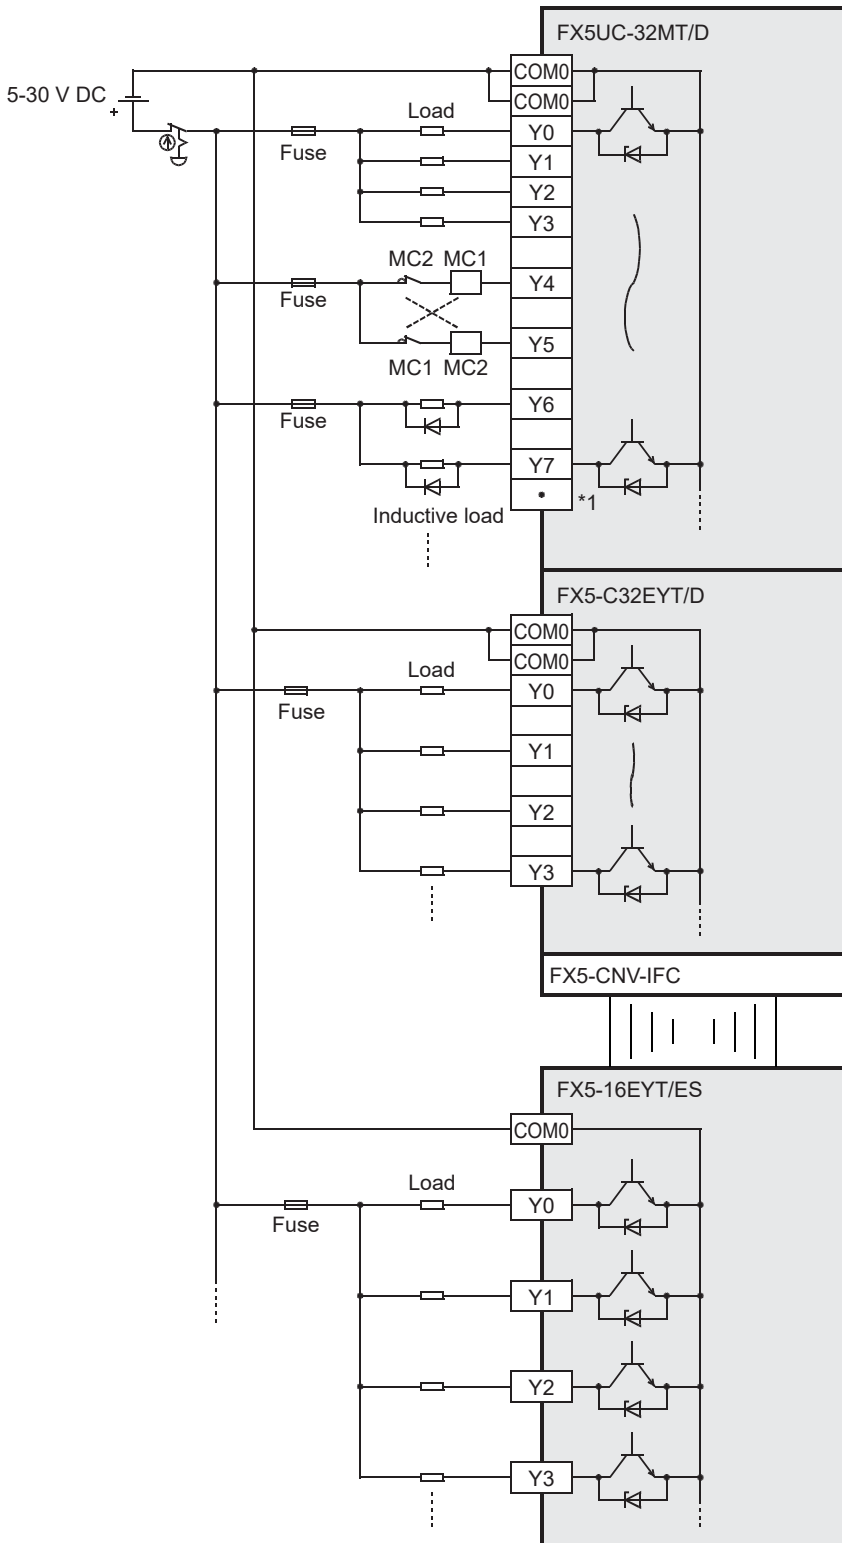 FX5UC-32MT/D
COM0
5-30 V DC
+
COM0
Load
Y0
Fuse
Y1
Y2
Y3
MC2 MC1
Y4
Fuse
Y5
MC1 MC2
Y6
Fuse
Y7
• *1
Inductive load
FX5-C32EYT/D
COM0
COM0
Load
Y0
Fuse
Y1
Y2
Y3
FX5-CNV-IFC
FX5-16EYT/ES
COM0
Load
Y0
Fuse
Y1
Y2
Y3